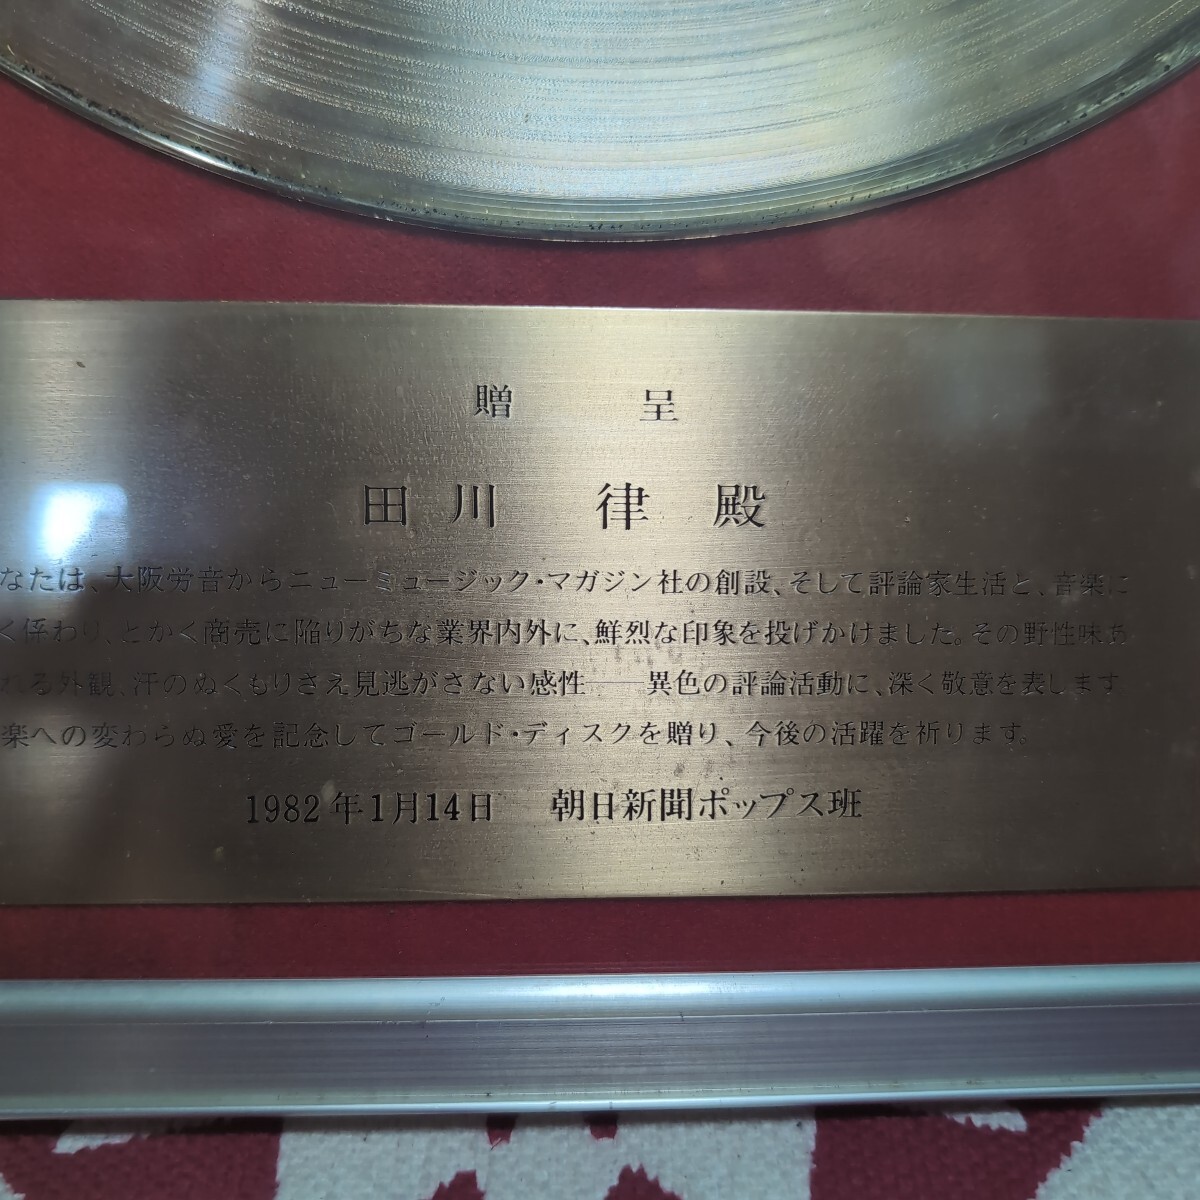 贈 呈
田川 律 殿
なたは、大阪労音からニューミュージック・マガジン社の創設、そして評論家生活と、音楽に
く係わり、とかく商売に陥りがちな業界内外に、鮮烈な印象を投げかけました。その野性味あ
れる外観、汗のぬくもりさえ見逃がさない感性——異色の評論活動に、深く敬意を表します
楽への変わらぬ愛を記念してゴールド・ディスクを贈り、今後の活躍を祈ります。
1982年1月14日 朝日新聞ポップス班